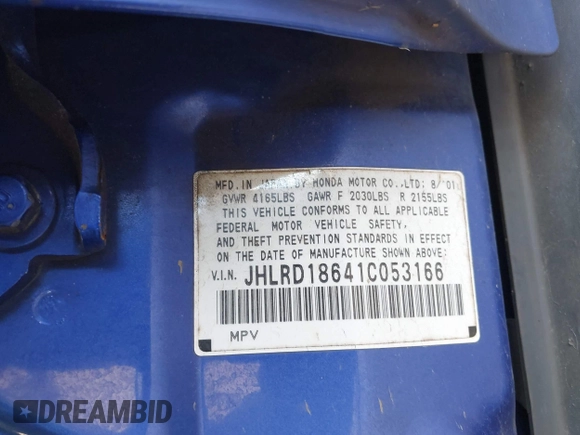 MFD. IN JAPAN BY HONDA MOTOR CO., LTD: 8/01
GVWR 4165LBS GAWR F 2030LBS R 2155LBS
THIS VEHICLE CONFORMS TO ALL APPLICABLE
FEDERAL MOTOR VEHICLE SAFETY,
AND THEFT PREVENTION STANDARDS IN EFFECT
ON THE DATE OF MANUFACTURE SHOWN ABOVE;
V.I.N. JHLRD18641C053166
MPV
DREAMBID